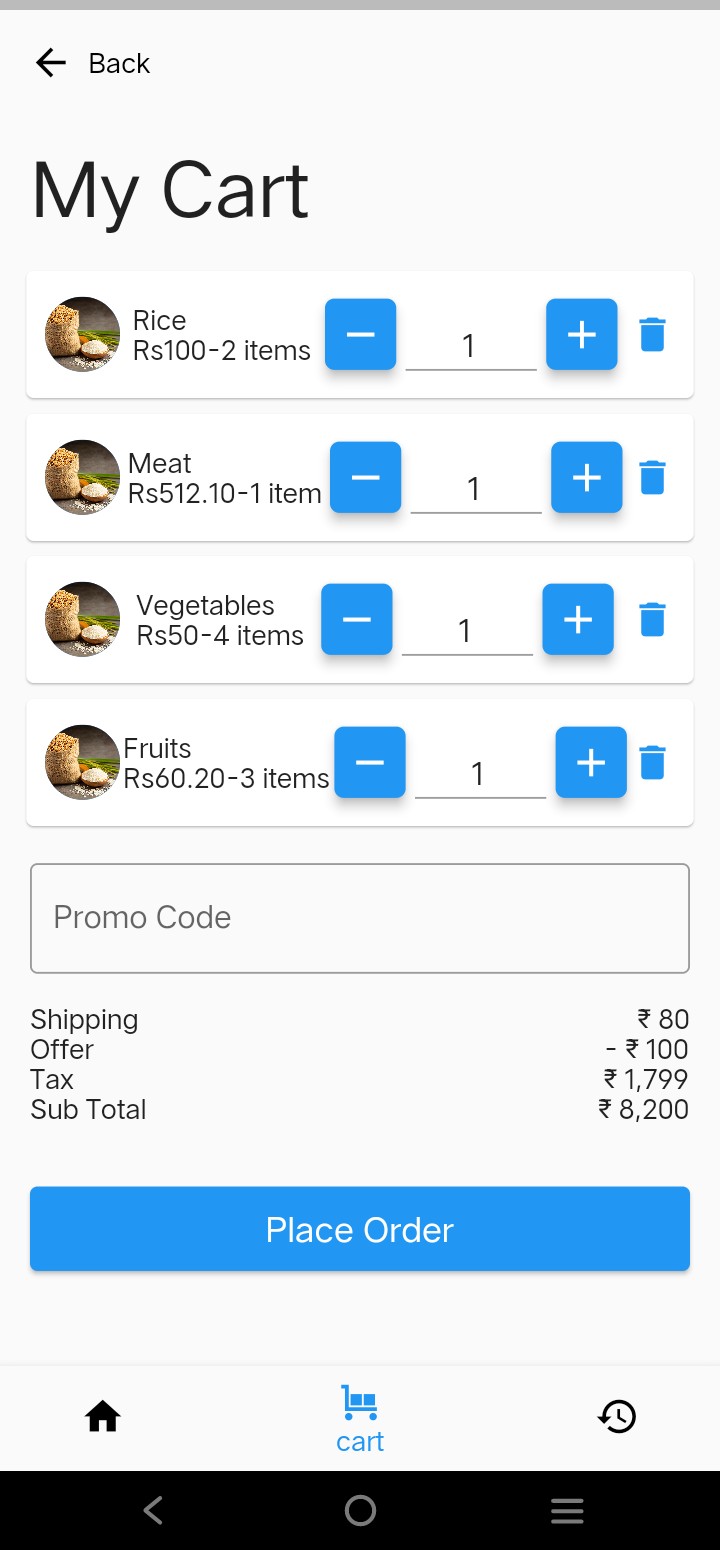 Back
My Cart
Rice
Rs100-2 items
1
Meat
Rs512.10-1 item
1
Vegetables
Rs50-4 items
1
Fruits
Rs60.20-3 items
1
Promo Code
Shipping ₹ 80
Offer - ₹ 100
Tax ₹ 1,799
Sub Total ₹ 8,200
Place Order
cart